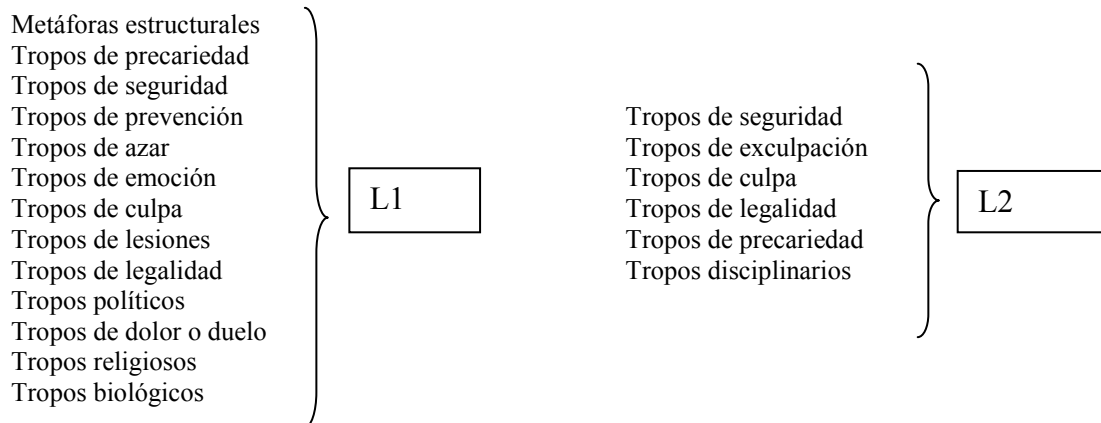 Metáforas estructurales
Tropos de precariedad
Tropos de seguridad
Tropos de prevención
Tropos de azar
Tropos de emoción
Tropos de culpa
Tropos de lesiones
Tropos de legalidad
Tropos políticos
Tropos de dolor o duelo
Tropos religiosos
Tropos biológicos
L1
Tropos de seguridad
Tropos de exculpación
Tropos de culpa
Tropos de legalidad
Tropos de precariedad
Tropos disciplinarios
L2